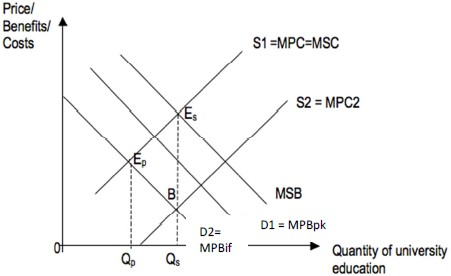 Price/
Benefits/
Costs
S1 =MPC=MSC
S2 = MPC2
Es
Ep
B
MSB
D1 = MPBpk
D2=
MPBif
0
Qp
Qs
Quantity of university
education